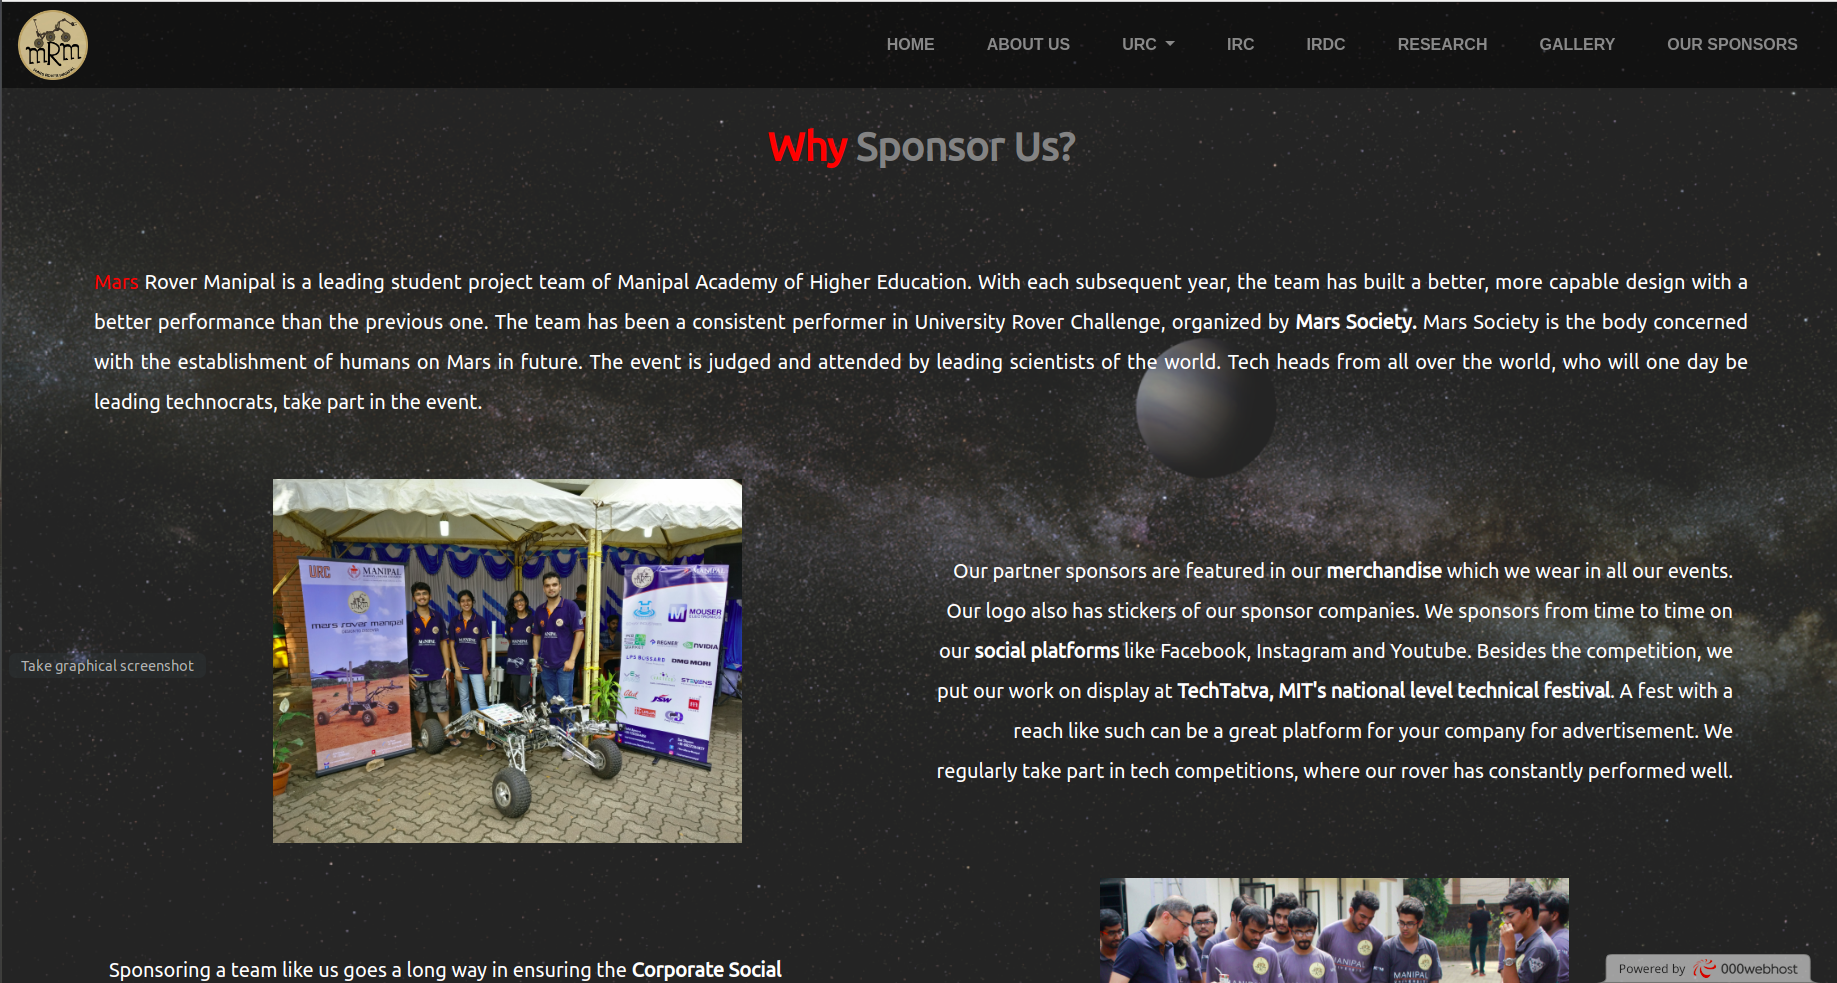 mRm
HOME
ABOUT US
URC
IRC
IRDC
RESEARCH
GALLERY
OUR SPONSORS
Why Sponsor Us?
Mars Rover Manipal is a leading student project team of Manipal Academy of Higher Education. With each subsequent year, the team has built a better, more capable design with a
better performance than the previous one. The team has been a consistent performer in University Rover Challenge, organized by Mars Society. Mars Society is the body concerned
with the establishment of humans on Mars in future. The event is judged and attended by leading scientists of the world. Tech heads from all over the world, who will one day be
leading technocrats, take part in the event.
URC
MANIPAL
mars rover manipal
MANIPAL
MOUSER
ELECTRONICS
REGNER
NVIDIA
LPS BOSSARD
DMG MORI
STEVENS
JSW
Our partner sponsors are featured in our merchandise which we wear in all our events.
Our logo also has stickers of our sponsor companies. We sponsors from time to time on
our social platforms like Facebook, Instagram and Youtube. Besides the competition, we
put our work on display at TechTatva, MIT's national level technical festival. A fest with a
reach like such can be a great platform for your company for advertisement. We
regularly take part in tech competitions, where our rover has constantly performed well.
Take graphical screenshot
Sponsoring a team like us goes a long way in ensuring the Corporate Social
MANIPAL
MANIPAL
Powered by 000webhost